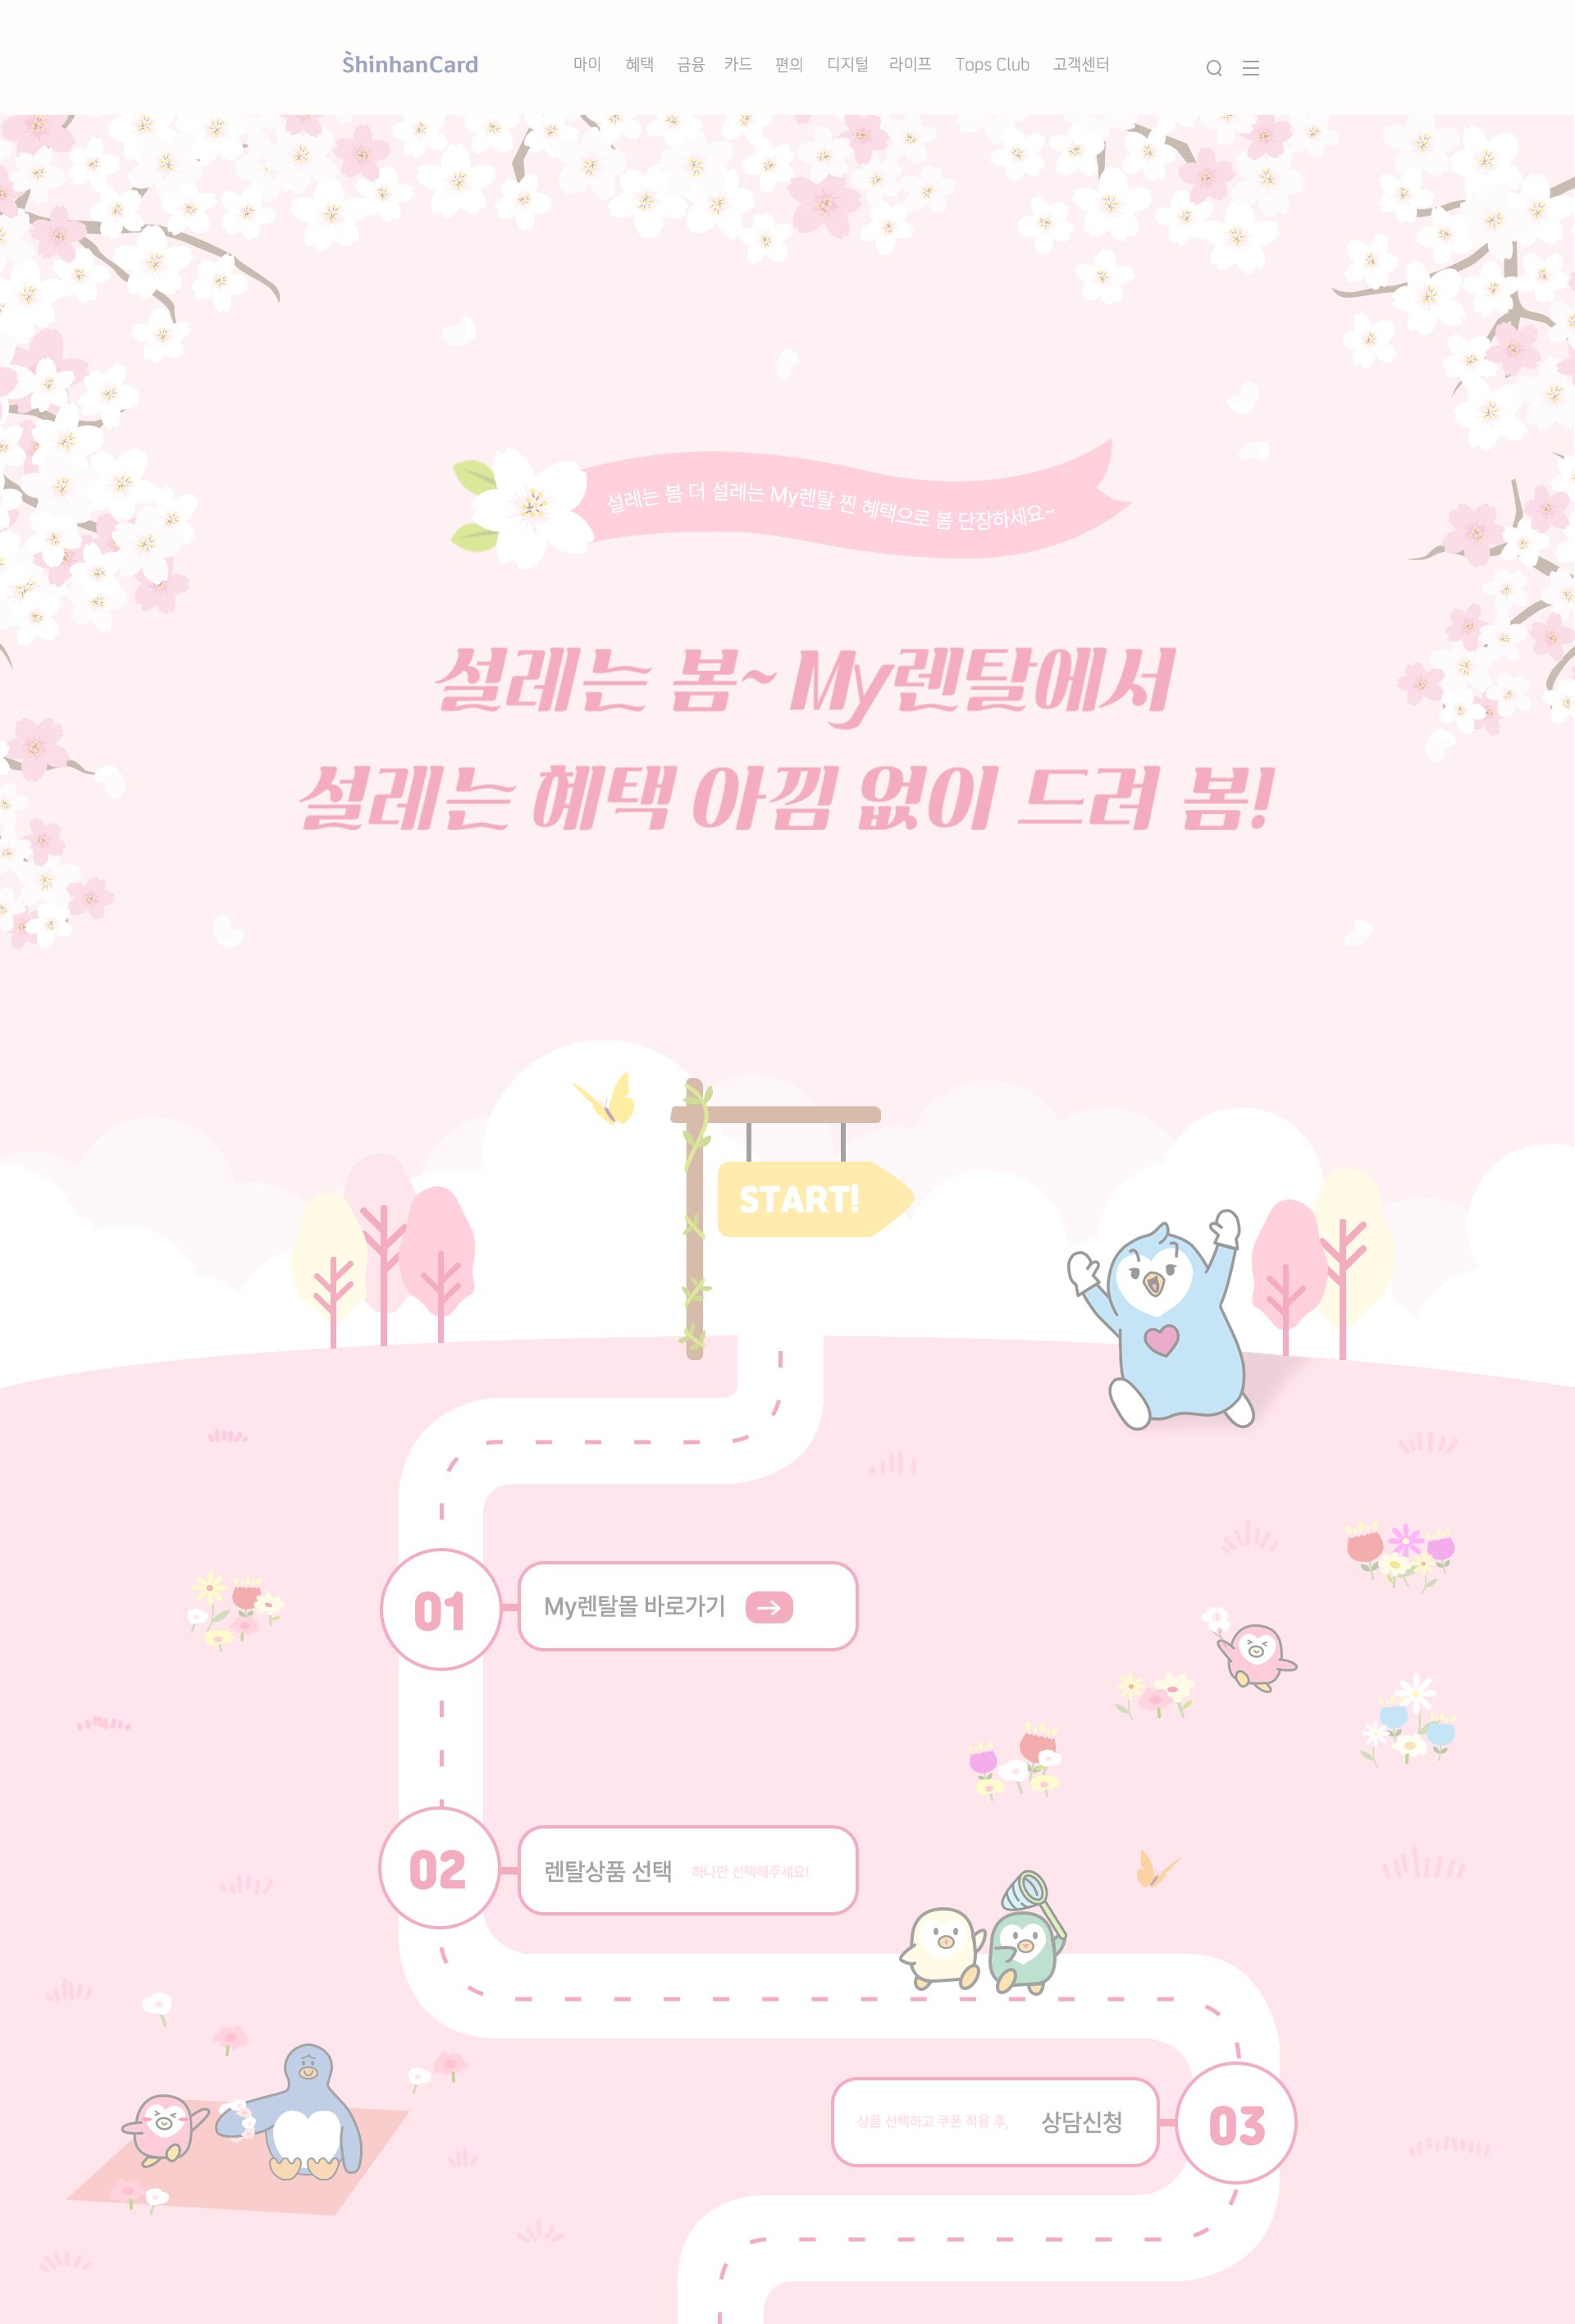 ShinhanCard 마이 혜택 금융 카드 편의 디지털 라이프 Tops Club 고객센터
설레는 봄 더 설레는 My렌탈 찐 혜택으로 봄 단장하세요~
설레는 봄~ My렌탈에서
설레는 혜택 아낌 없이 드려 봄!
START!
01 My렌탈몰 바로가기
02 렌탈상품 선택 하나만 선택해주세요!
상품 선택하고 쿠폰 적용 후, 상담신청 03